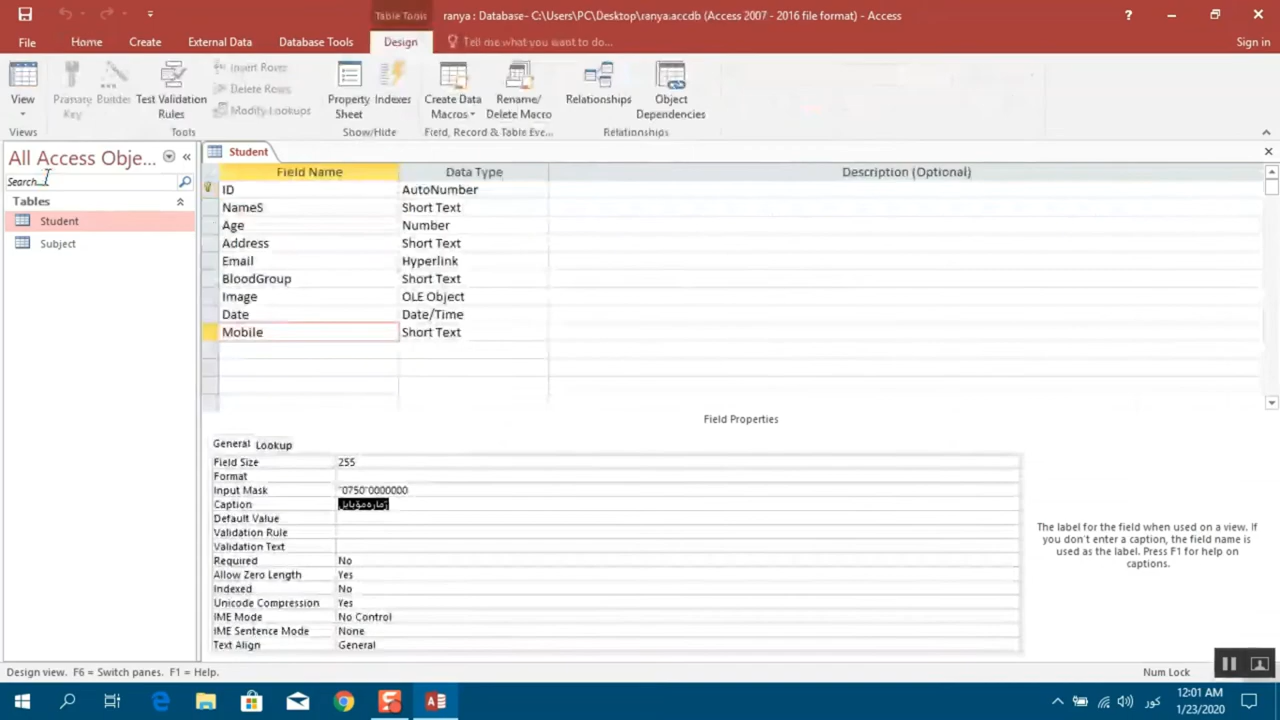 Table Tools
ranya : Database- C:\Users\PC\Desktop\ranya.accdb (Access 2007 - 2016 file format) - Access
?
File
Home
Create
External Data
Database Tools
Design
Tell me what you want to do...
Sign in
View
Primary Key
Builder
Test Validation Rules
Insert Rows
Delete Rows
Modify Lookups
Property Sheet
Indexes
Create Data Macros
Rename/ Delete Macro
Relationships
Object Dependencies
Views
Tools
Show/Hide
Field, Record & Table Eve...
Relationships
All Access Obje...
Search...
Tables
Student
Subject
Student
Field Name Data Type Description (Optional)
ID AutoNumber
NameS Short Text
Age Number
Address Short Text
Email Hyperlink
BloodGroup Short Text
Image OLE Object
Date Date/Time
Mobile Short Text
Field Properties
General Lookup
Field Size 255
Format
Input Mask "0750"0000000
Caption ژمارەمۆبایل
Default Value
Validation Rule
Validation Text
Required No
Allow Zero Length Yes
Indexed No
Unicode Compression Yes
IME Mode No Control
IME Sentence Mode None
Text Align General
The label for the field when used on a view. If
you don't enter a caption, the field name is
used as the label. Press F1 for help on
captions.
Design view. F6 = Switch panes. F1 = Help.
Num Lock
كور
12:01 AM
1/23/2020